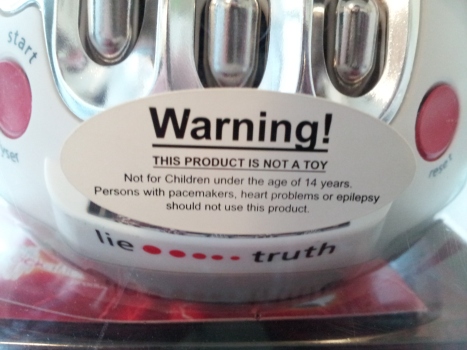 start
Warning!
THIS PRODUCT IS NOT A TOY
Not for Children under the age of 14 years.
Persons with pacemakers, heart problems or epilepsy
should not use this product.
reset
lie truth